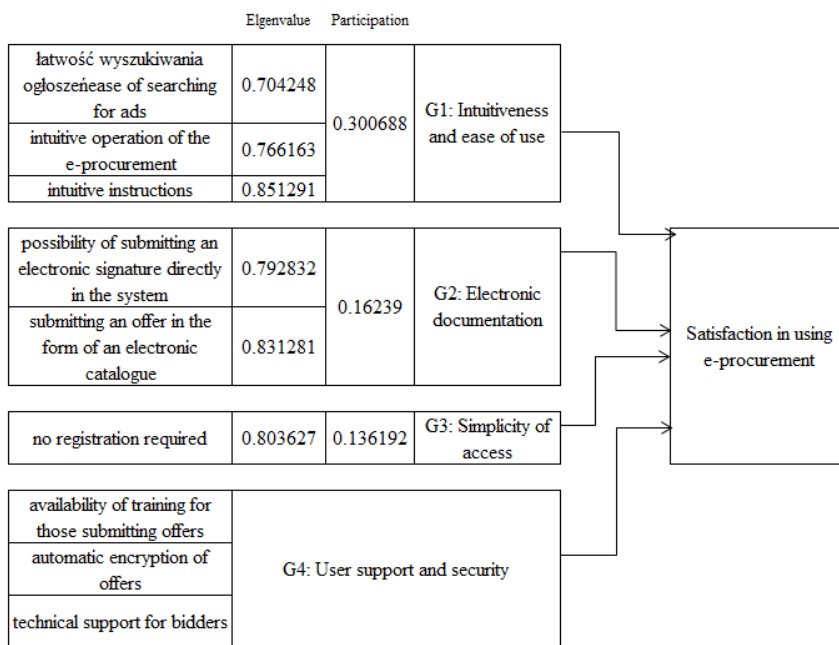 Elgenvalue Participation
łatwość wyszukiwania
ogłoszeńease of searching
for ads
0.704248
intuitive operation of the
e-procurement
0.766163
intuitive instructions
0.851291
0.300688
G1: Intuitiveness
and ease of use
possibility of submitting an
electronic signature directly
in the system
0.792832
submitting an offer in the
form of an electronic
catalogue
0.831281
0.16239
G2: Electronic
documentation
Satisfaction in using
e-procurement
no registration required
0.803627
0.136192
G3: Simplicity of
access
availability of training for
those submitting offers
automatic encryption of
offers
technical support for bidders
G4: User support and security